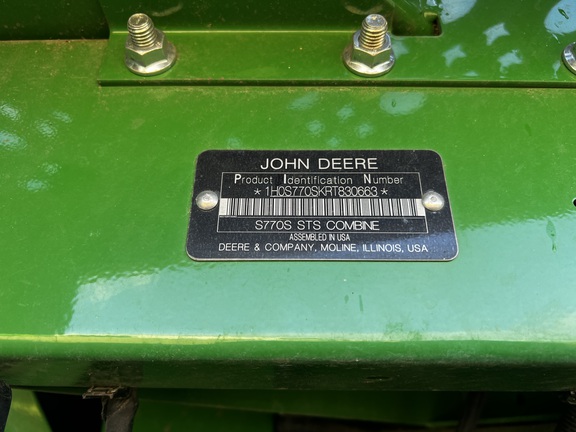 JOHN DEERE
Product Identification Number
*1H0S770SKRT830663*
S770S STS COMBINE
ASSEMBLED IN USA
DEERE & COMPANY, MOLINE, ILLINOIS, USA